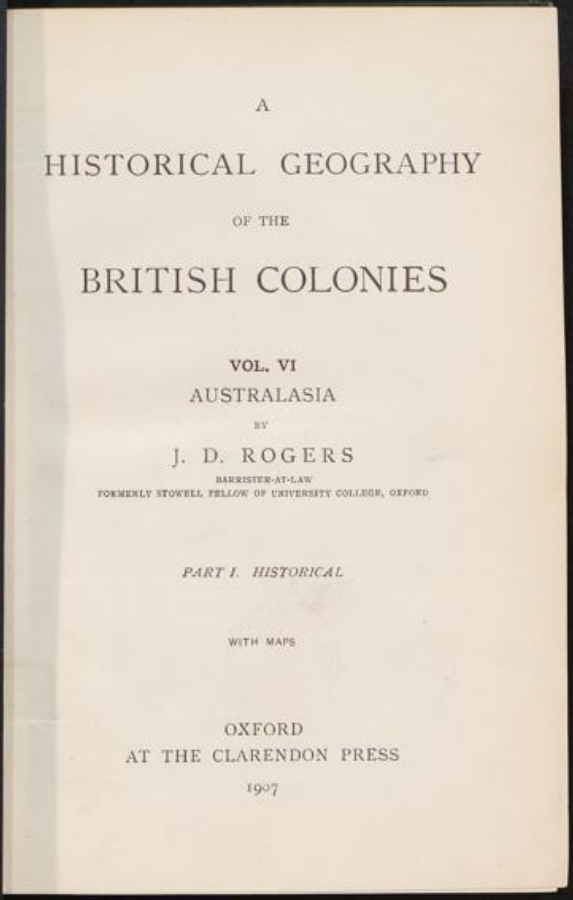 A
HISTORICAL GEOGRAPHY
OF THE
BRITISH COLONIES
VOL. VI
AUSTRALASIA
BY
J. D. ROGERS
BARRISTER-AT-LAW
FORMERLY STOWELL FELLOW OF UNIVERSITY COLLEGE, OXFORD
PART I. HISTORICAL
WITH MAPS
OXFORD
AT THE CLARENDON PRESS
1907